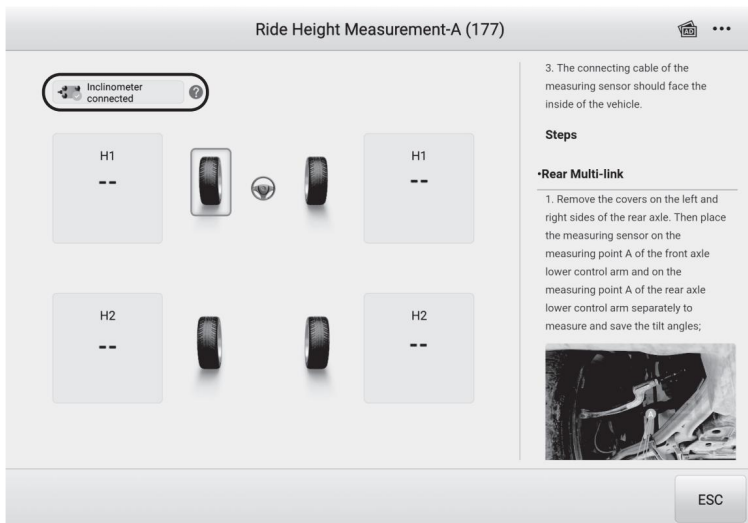 Ride Height Measurement-A (177)
AD
Inclinometer
connected
?
H1
--
H1
--
H2
--
H2
--
3. The connecting cable of the
measuring sensor should face the
inside of the vehicle.
Steps
•Rear Multi-link
1. Remove the covers on the left and
right sides of the rear axle. Then place
the measuring sensor on the
measuring point A of the front axle
lower control arm and on the
measuring point A of the rear axle
lower control arm separately to
measure and save the tilt angles;
A
ESC